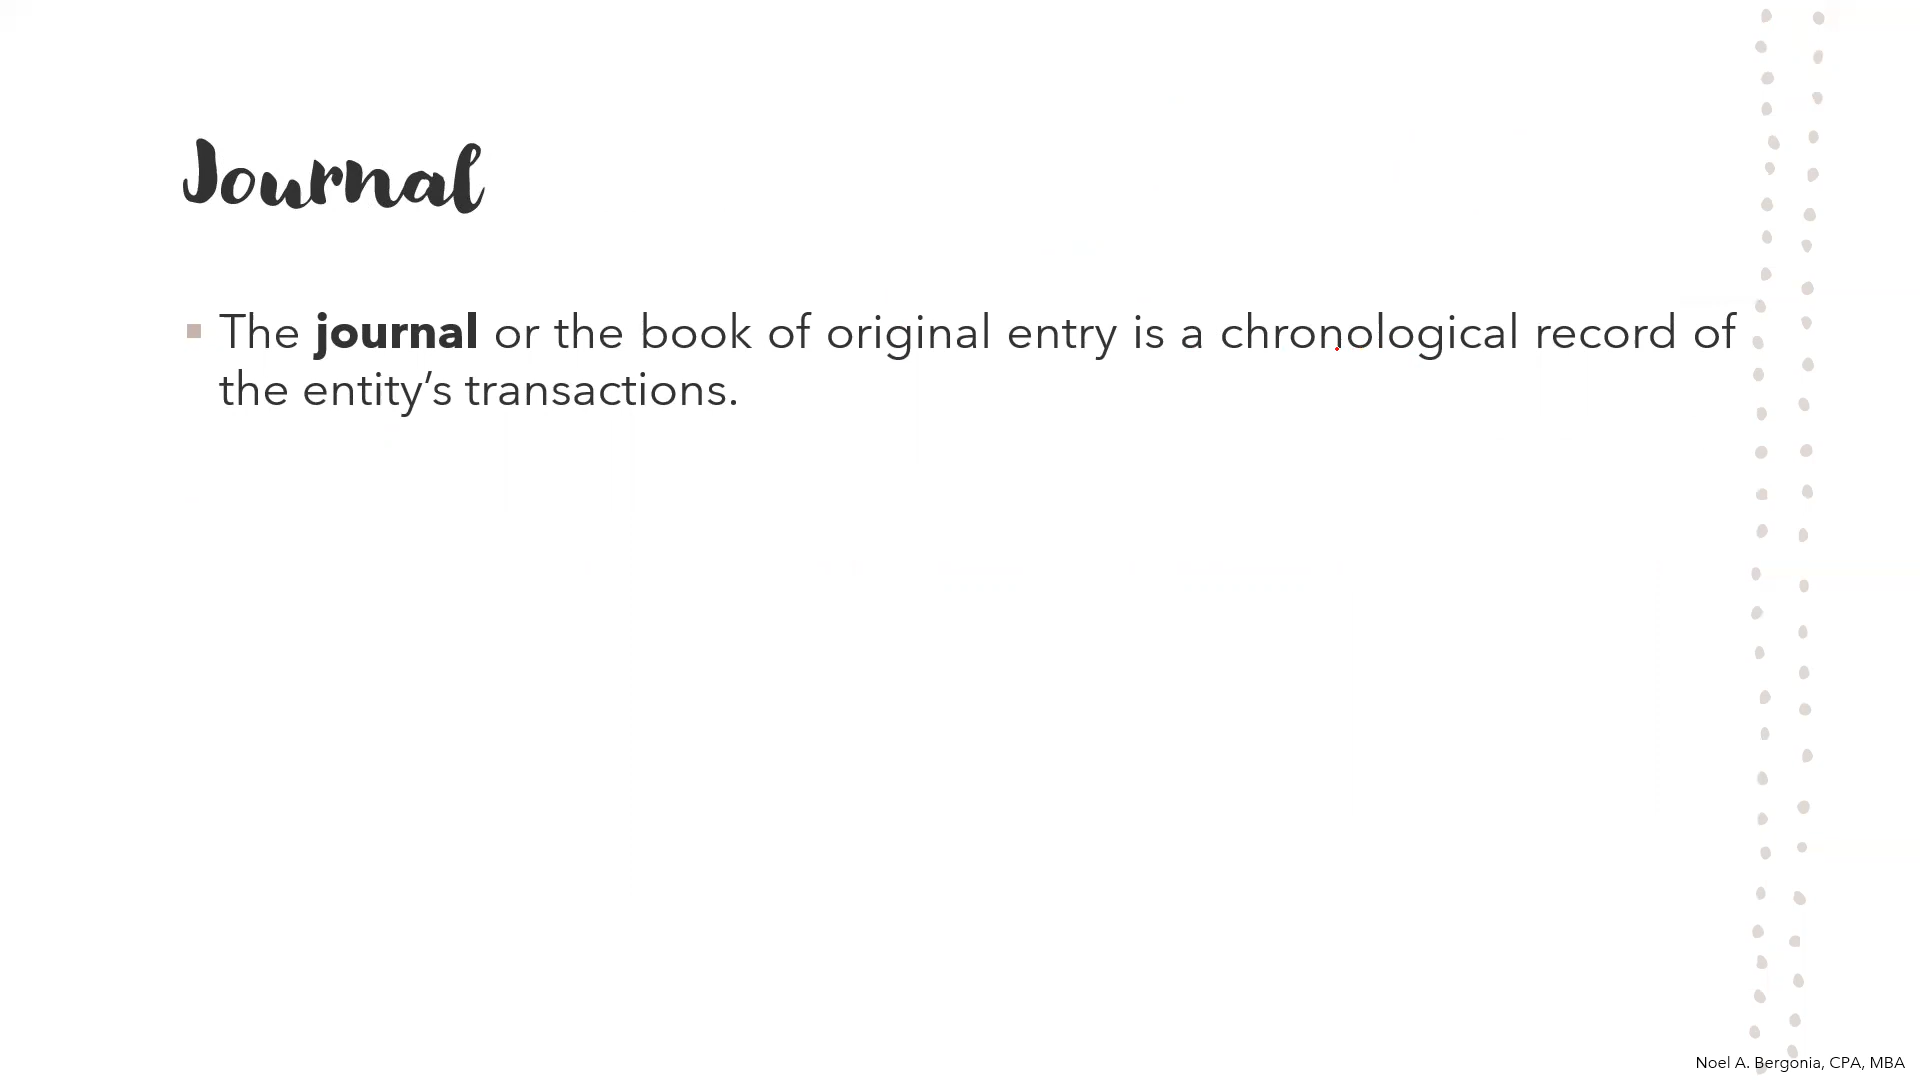 Journal
The journal or the book of original entry is a chronological record of
the entity’s transactions.
Noel A. Bergonia, CPA, MBA